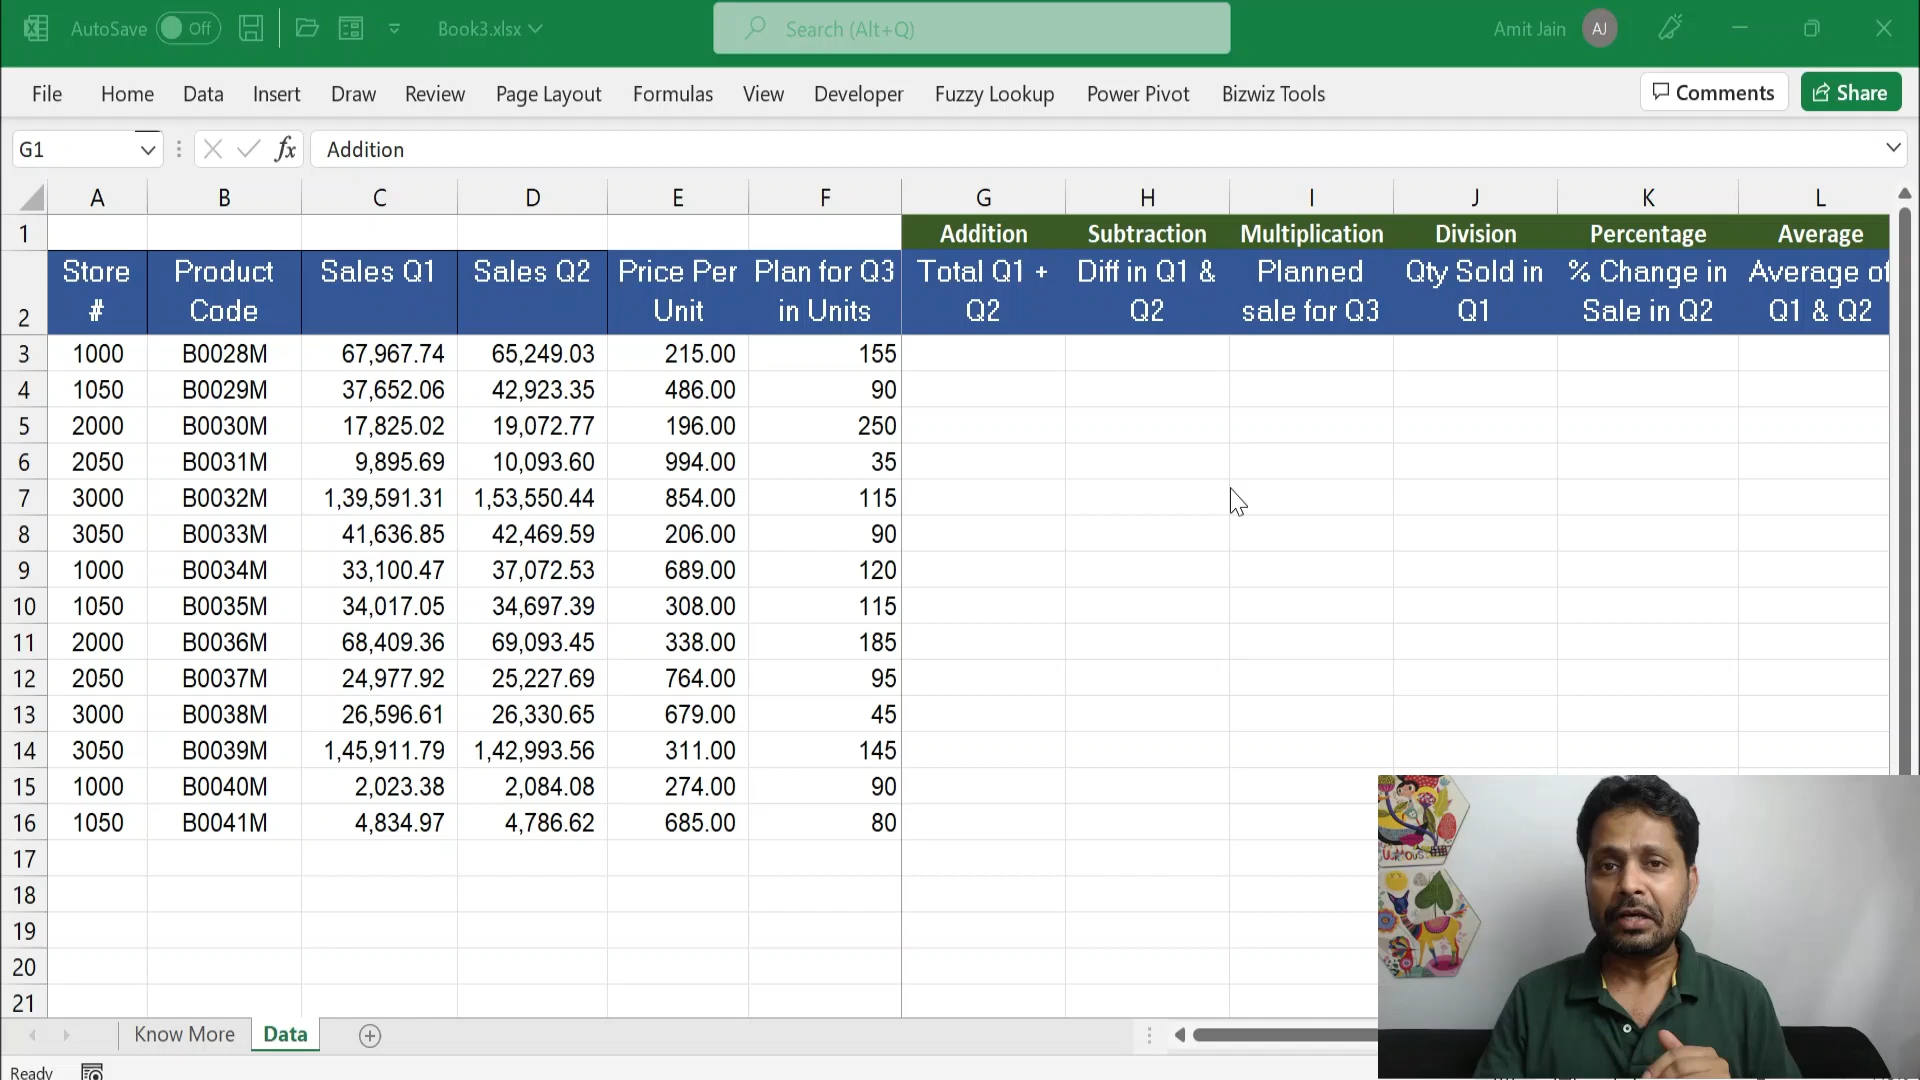 AutoSave Off Book3.xlsx Search (Alt+Q) Amit Jain AJ
File Home Data Insert Draw Review Page Layout Formulas View Developer Fuzzy Lookup Power Pivot Bizwiz Tools Comments Share
G1 fx Addition
A B C D E F G H I J K L
1 Addition Subtraction Multiplication Division Percentage Average
Store Product Sales Q1 Sales Q2 Price Per Plan for Q3 Total Q1 + Diff in Q1 & Planned Qty Sold in % Change in Average of
2 # Code Unit in Units Q2 Q2 sale for Q3 Q1 Sale in Q2 Q1 & Q2
3 1000 B0028M 67,967.74 65,249.03 215.00 155
4 1050 B0029M 37,652.06 42,923.35 486.00 90
5 2000 B0030M 17,825.02 19,072.77 196.00 250
6 2050 B0031M 9,895.69 10,093.60 994.00 35
7 3000 B0032M 1,39,591.31 1,53,550.44 854.00 115
8 3050 B0033M 41,636.85 42,469.59 206.00 90
9 1000 B0034M 33,100.47 37,072.53 689.00 120
10 1050 B0035M 34,017.05 34,697.39 308.00 115
11 2000 B0036M 68,409.36 69,093.45 338.00 185
12 2050 B0037M 24,977.92 25,227.69 764.00 95
13 3000 B0038M 26,596.61 26,330.65 679.00 45
14 3050 B0039M 1,45,911.79 1,42,993.56 311.00 145
15 1000 B0040M 2,023.38 2,084.08 274.00 90
16 1050 B0041M 4,834.97 4,786.62 685.00 80
17
18
19
20
21
Know More Data
Ready